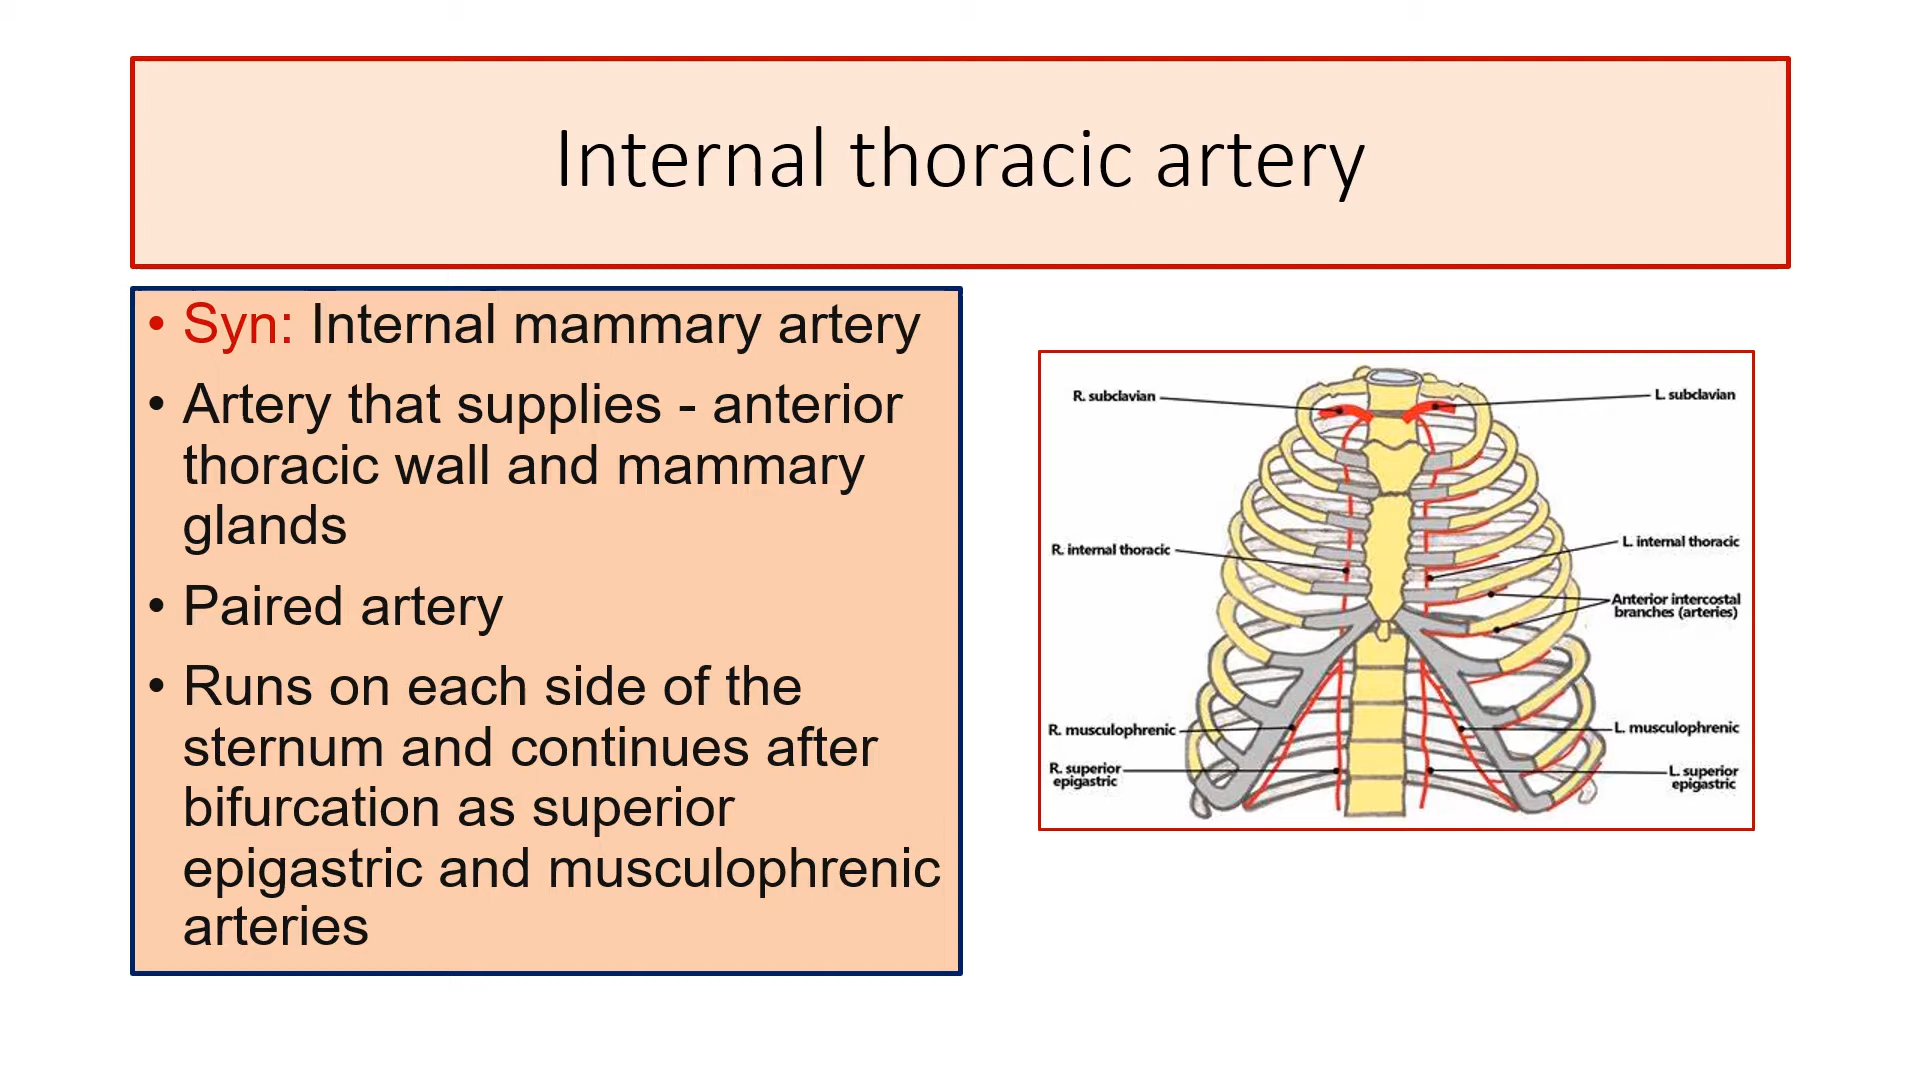 Internal thoracic artery
• Syn: Internal mammary artery
• Artery that supplies - anterior
thoracic wall and mammary
glands
• Paired artery
• Runs on each side of the
sternum and continues after
bifurcation as superior
epigastric and musculophrenic
arteries
R. subclavian
L. subclavian
R. internal thoracic
L. internal thoracic
Anterior intercostal
branches (arteries)
R. musculophrenic
L. musculophrenic
R. superior
epigastric
L. superior
epigastric